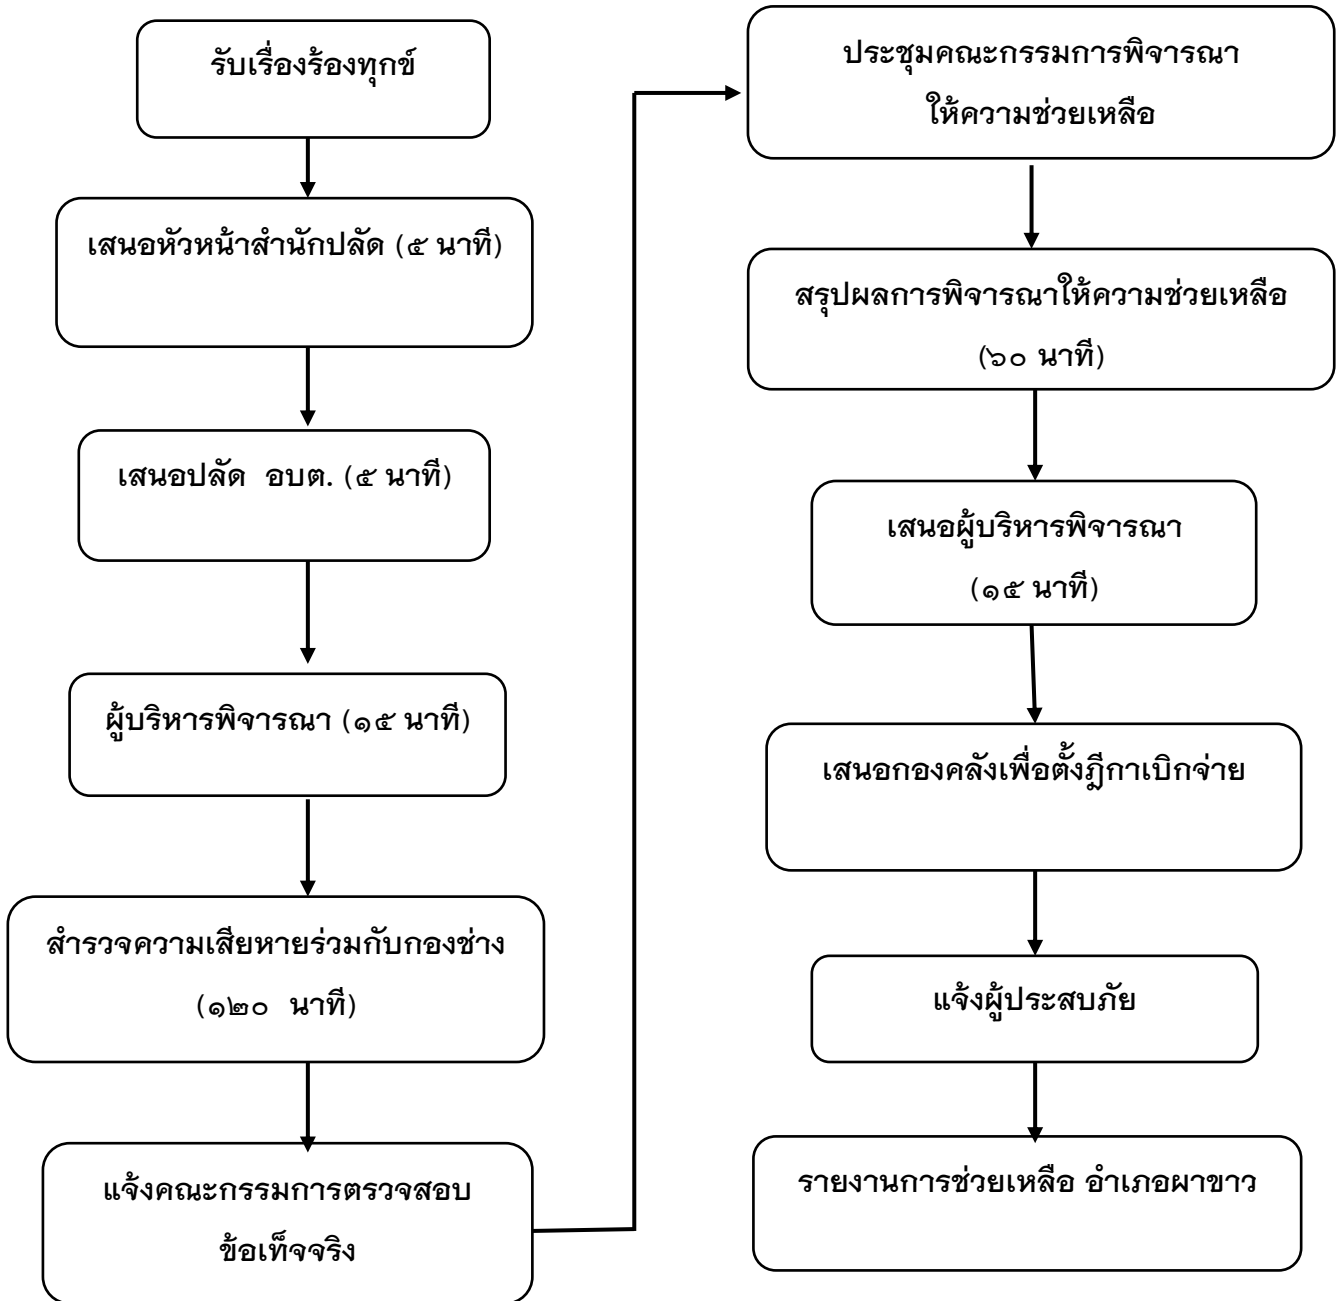 รับเรื่องร้องทุกข์
เสนอหัวหน้าสำนักปลัด (๕ นาที)
เสนอปลัด อบต. (๕ นาที)
ผู้บริหารพิจารณา (๑๕ นาที)
สำรวจความเสียหายร่วมกับกองช่าง
(๑๒๐ นาที)
แจ้งคณะกรรมการตรวจสอบ
ข้อเท็จจริง
ประชุมคณะกรรมการพิจารณา
ให้ความช่วยเหลือ
สรุปผลการพิจารณาให้ความช่วยเหลือ
(๖๐ นาที)
เสนอผู้บริหารพิจารณา
(๑๕ นาที)
เสนอกองคลังเพื่อตั้งฎีกาเบิกจ่าย
แจ้งผู้ประสบภัย
รายงานการช่วยเหลือ อำเภอผาขาว